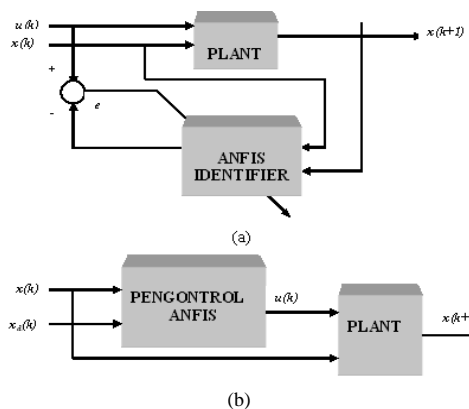 u(k)
x(k)
PLANT
x(k+1)
+
-
e
ANFIS
IDENTIFIER
(a)
x(k)
PENGONTROL
ANFIS
u(k)
x_d(k)
PLANT
x(k+
(b)